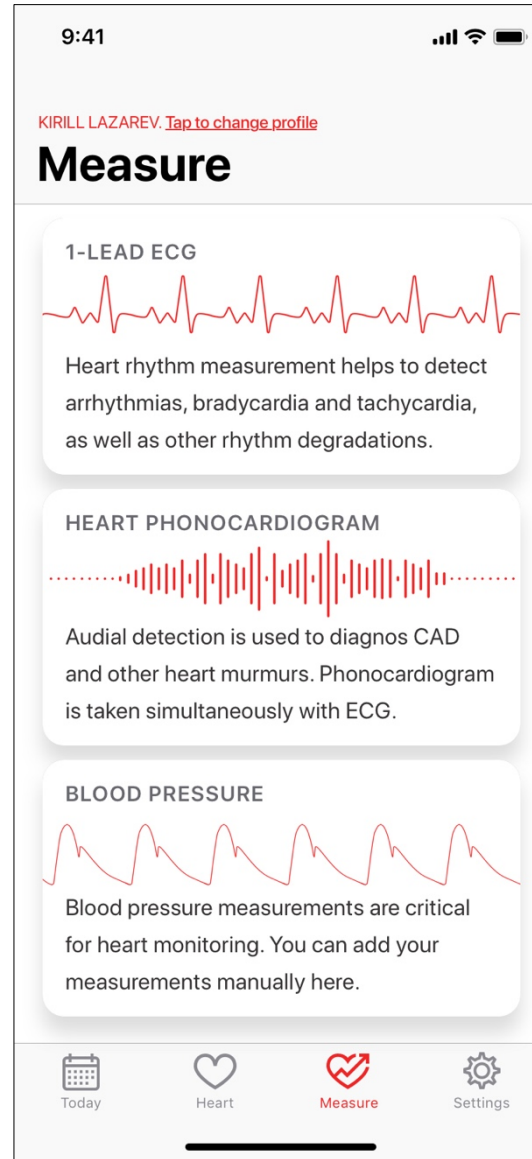 9:41
KIRILL LAZAREV. Tap to change profile
Measure
1-LEAD ECG
Heart rhythm measurement helps to detect
arrhythmias, bradycardia and tachycardia,
as well as other rhythm degradations.
HEART PHONOCARDIOGRAM
Audial detection is used to diagnos CAD
and other heart murmurs. Phonocardiogram
is taken simultaneously with ECG.
BLOOD PRESSURE
Blood pressure measurements are critical
for heart monitoring. You can add your
measurements manually here.
Today Heart Measure Settings